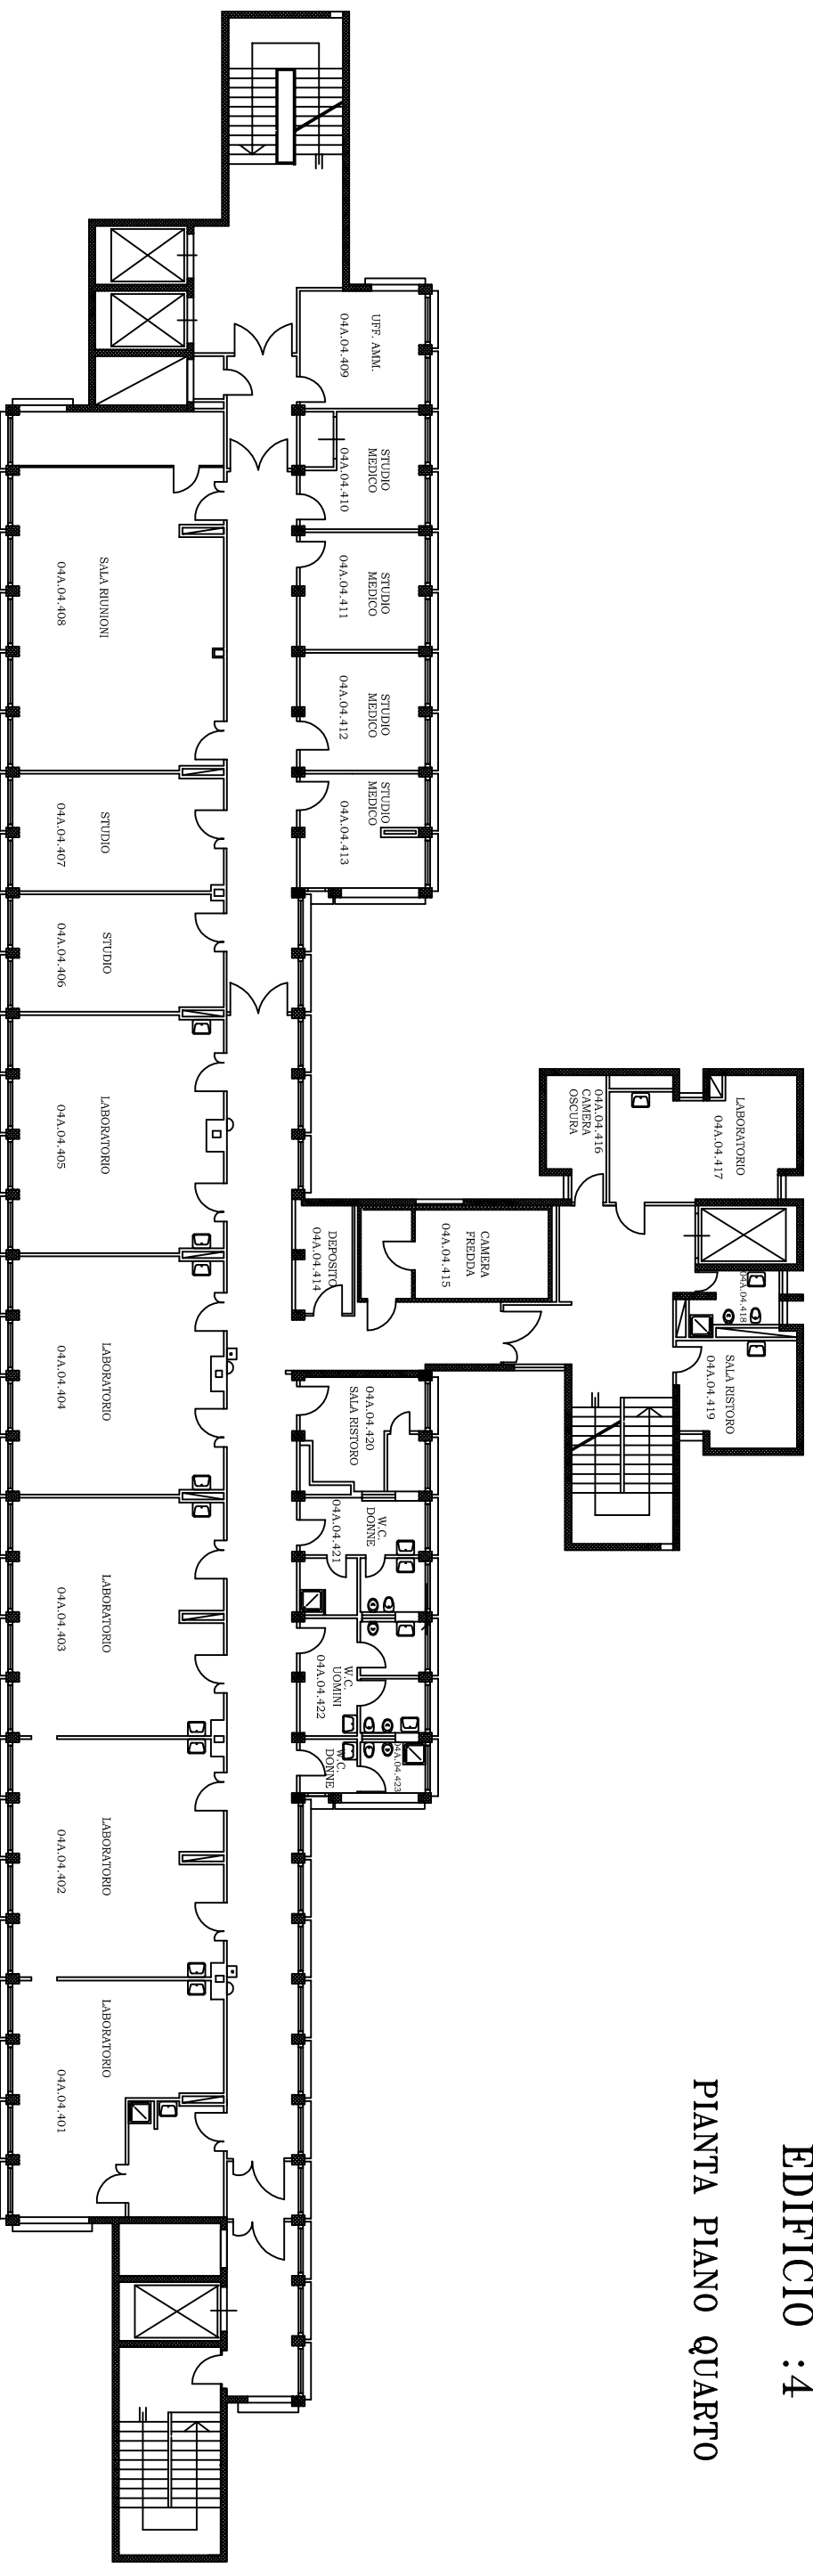 EDIFICIO :4
PIANTA PIANO QUARTO
UFF. AMM.
04A.04.409
STUDIO
MEDICO
04A.04.410
STUDIO
MEDICO
04A.04.411
STUDIO
MEDICO
04A.04.412
STUDIO
MEDICO
04A.04.413
SALA RIUNIONI
04A.04.408
STUDIO
04A.04.407
STUDIO
04A.04.406
LABORATORIO
04A.04.405
LABORATORIO
04A.04.404
LABORATORIO
04A.04.403
LABORATORIO
04A.04.402
LABORATORIO
04A.04.401
DEPOSITO
04A.04.414
CAMERA
FREDDA
04A.04.415
04A.04.416
CAMERA
OSCURA
LABORATORIO
04A.04.417
04A.04.418
SALA RISTORO
04A.04.419
04A.04.420
SALA RISTORO
W.C.
DONNE
04A.04.421
W.C.
UOMINI
04A.04.422
04A.04.423
W.C.
DONNE